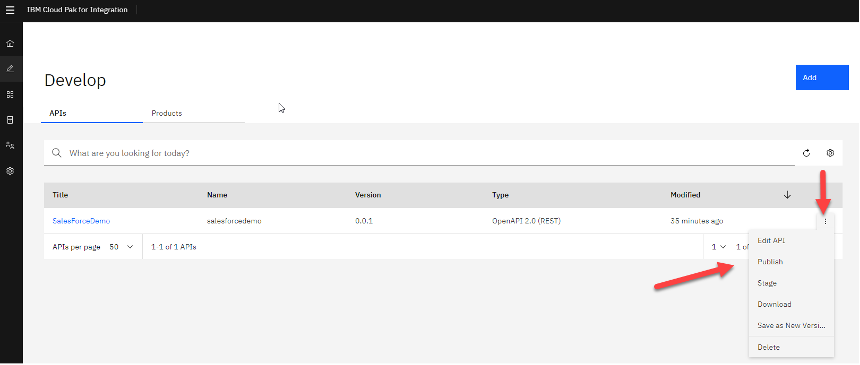 IBM Cloud Pak for Integration
Develop
Add
APIs Products
What are you looking for today?
Title Name Version Type Modified
SalesForceDemo salesforcedemo 0.0.1 OpenAPI 2.0 (REST) 35 minutes ago
APIs per page 50 1-1 of 1 APIs 1 1 of
Edit API
Publish
Stage
Download
Save as New Versi...
Delete